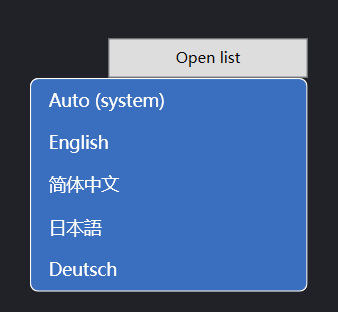 Open list
Auto (system)
English
简体中文
日本語
Deutsch